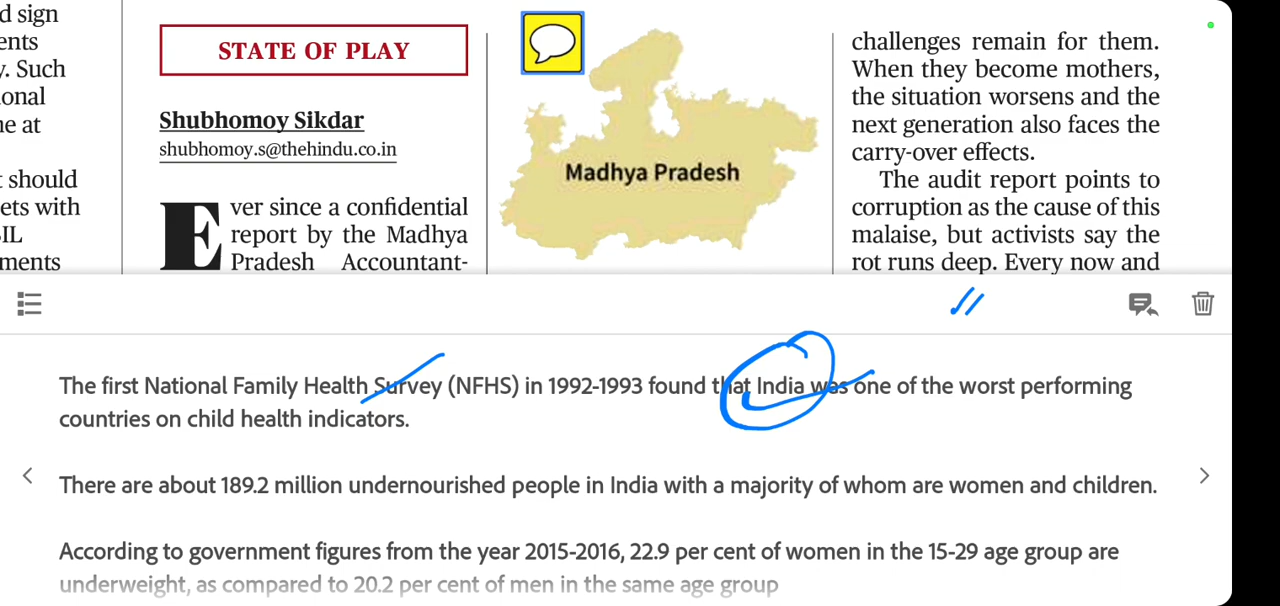 d sign
ents
y. Such
ional
ne at
t should
ets with
SIL
ments
STATE OF PLAY
Shubhomoy Sikdar
shubhomoy.s@thehindu.co.in
Ever since a confidential
report by the Madhya
Pradesh Accountant-
Madhya Pradesh
challenges remain for them.
When they become mothers,
the situation worsens and the
next generation also faces the
carry-over effects.
The audit report points to
corruption as the cause of this
malaise, but activists say the
rot runs deep. Every now and
The first National Family Health Survey (NFHS) in 1992-1993 found that India was one of the worst performing
countries on child health indicators.
There are about 189.2 million undernourished people in India with a majority of whom are women and children.
According to government figures from the year 2015-2016, 22.9 per cent of women in the 15-29 age group are
underweight, as compared to 20.2 per cent of men in the same age group